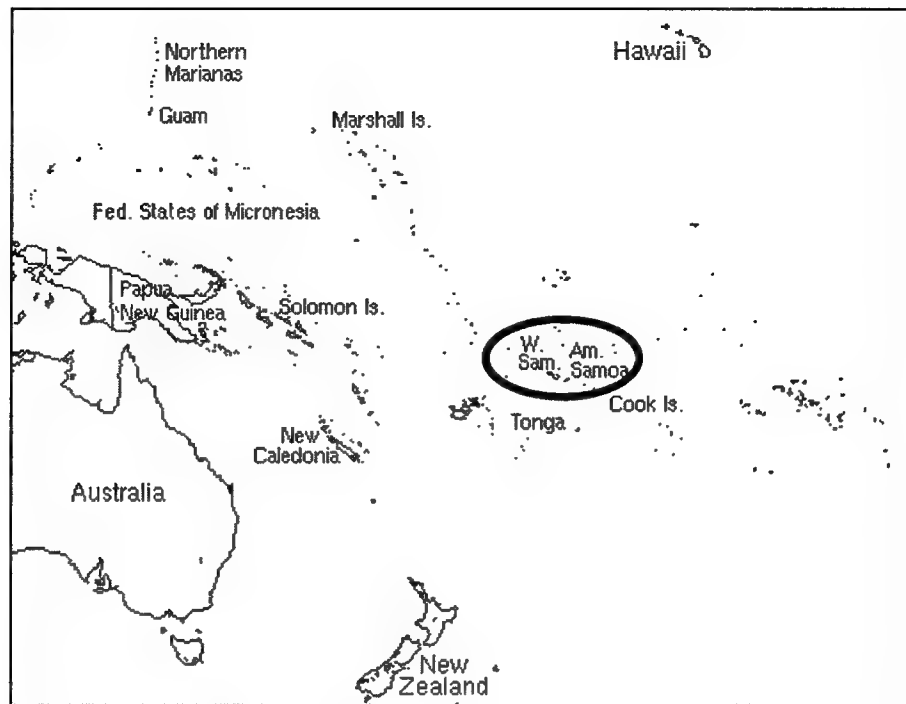 Northern
Marianas
Guam
Hawaii
Marshall Is.
Fed. States of Micronesia
Papua
New Guinea
Solomon Is.
W.
Sam.
Am.
Samoa
Cook Is.
Tonga
New
Caledonia
Australia
New
Zealand